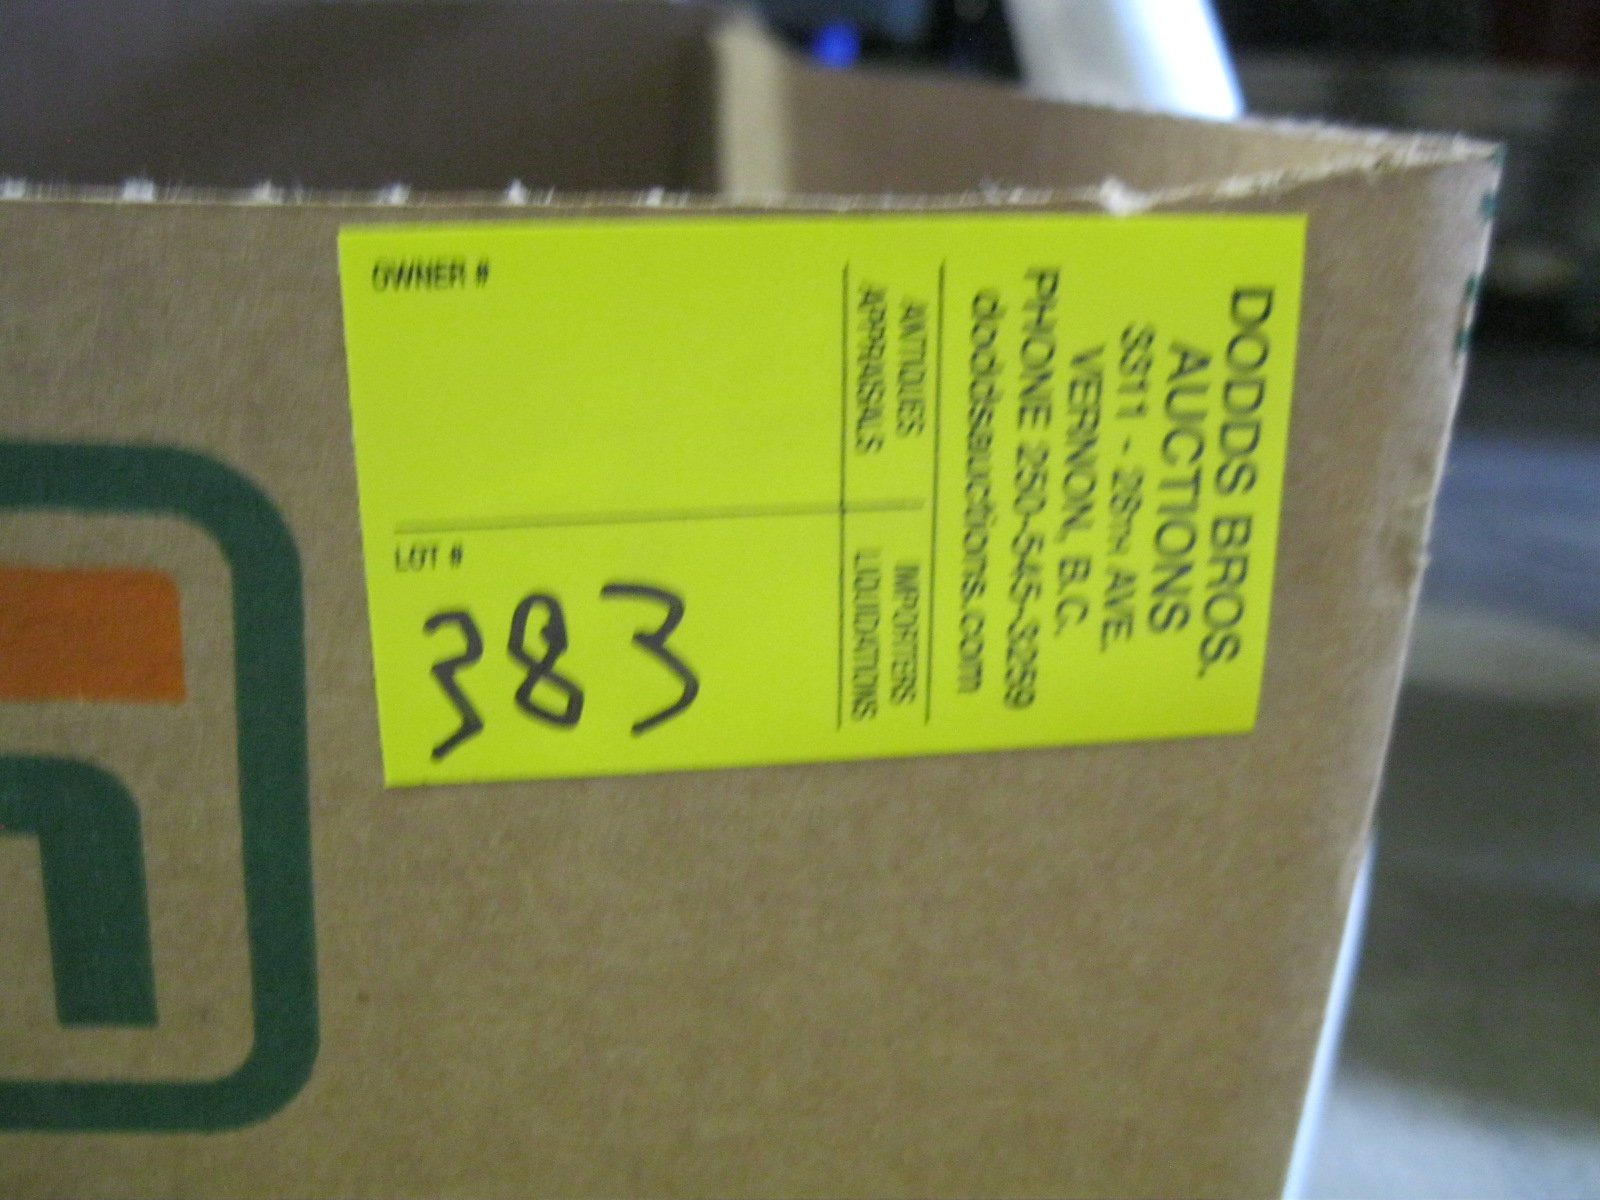 DODDS BROS.
AUCTIONS
3311 - 28TH AVE.
VERNON, B.C.
PHONE 250-545-3259
doddsauctions.com
ANTIQUES
APPRAISALS
IMPORTERS
LIQUIDATIONS
OWNER #
LOT #
383